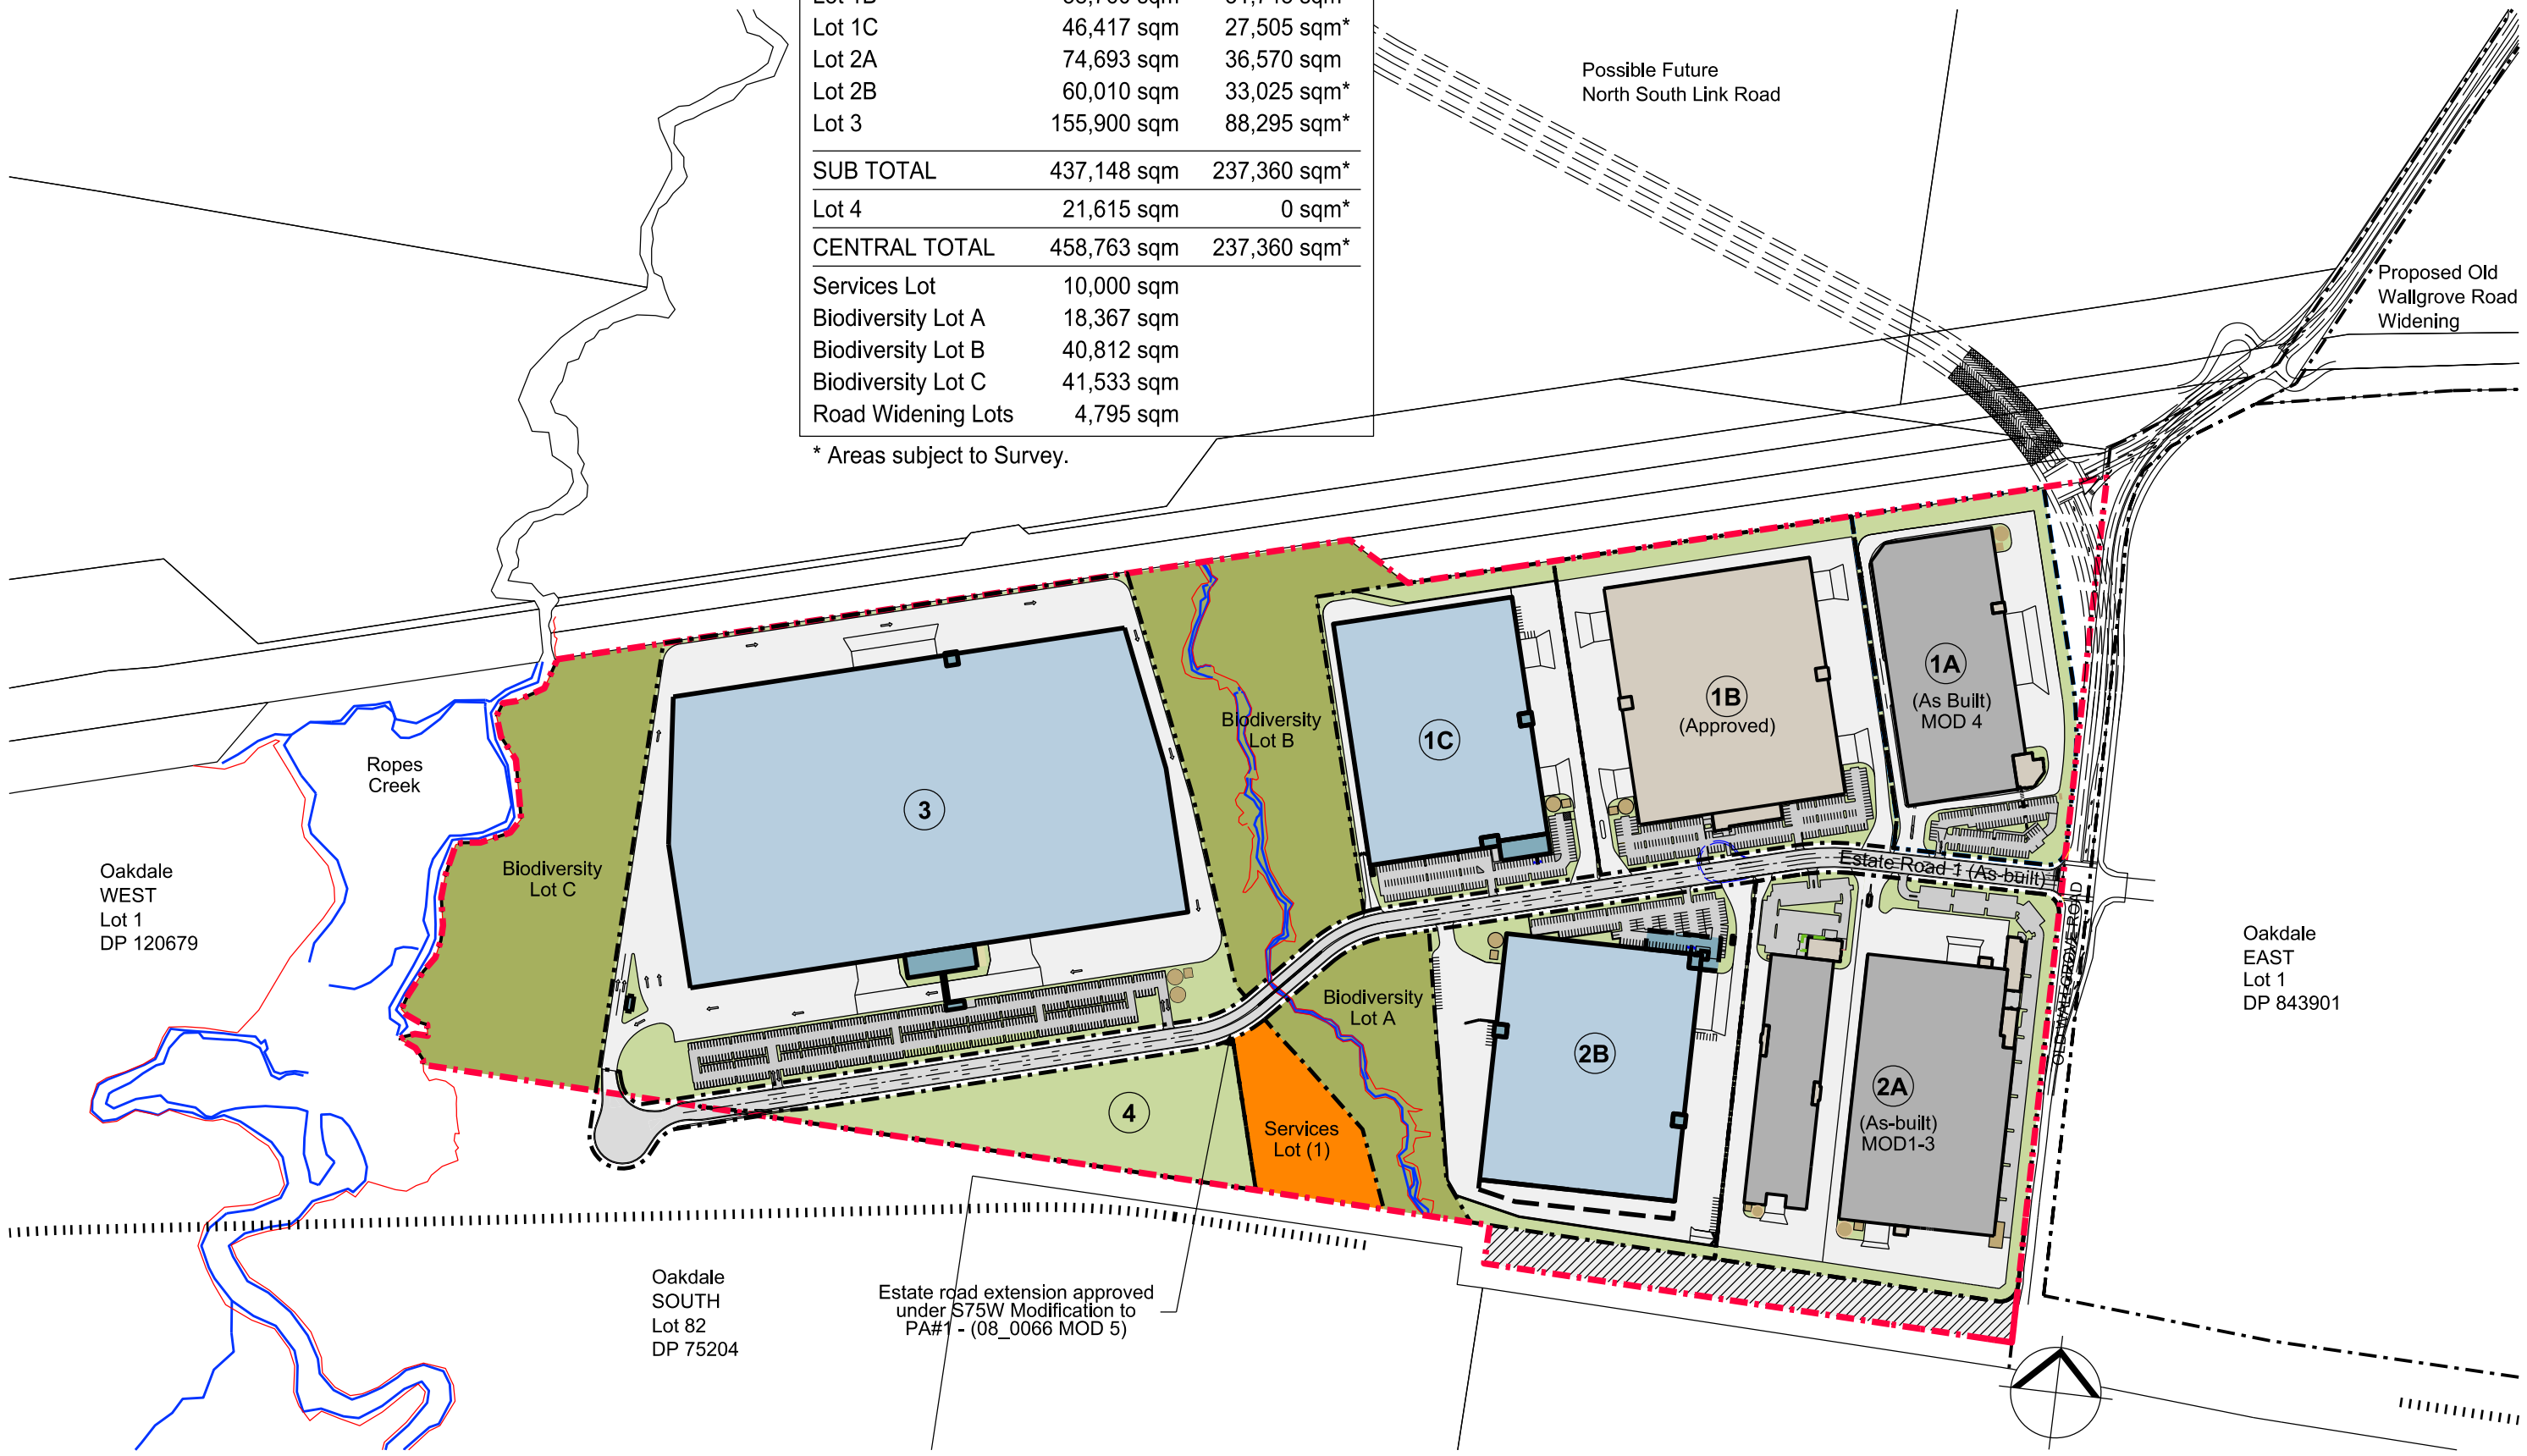 Lot 1C 46,417 sqm 27,505 sqm*
Lot 2A 74,693 sqm 36,570 sqm
Lot 2B 60,010 sqm 33,025 sqm*
Lot 3 155,900 sqm 88,295 sqm*
SUB TOTAL 437,148 sqm 237,360 sqm*
Lot 4 21,615 sqm 0 sqm*
CENTRAL TOTAL 458,763 sqm 237,360 sqm*
Services Lot 10,000 sqm
Biodiversity Lot A 18,367 sqm
Biodiversity Lot B 40,812 sqm
Biodiversity Lot C 41,533 sqm
Road Widening Lots 4,795 sqm
* Areas subject to Survey.
Possible Future
North South Link Road
Proposed Old
Wallgrove Road
Widening
1A
(As Built)
MOD 4
1B
(Approved)
1C
Biodiversity
Lot B
3
Ropes
Creek
Biodiversity
Lot C
Oakdale
WEST
Lot 1
DP 120679
Estate Road 1 (As-built)
OLD WALLGROVE ROAD
Oakdale
EAST
Lot 1
DP 843901
Biodiversity
Lot A
2B
2A
(As-built)
MOD1-3
4
Services
Lot (1)
Oakdale
SOUTH
Lot 82
DP 75204
Estate road extension approved
under S75W Modification to
PA#1 - (08_0066 MOD 5)